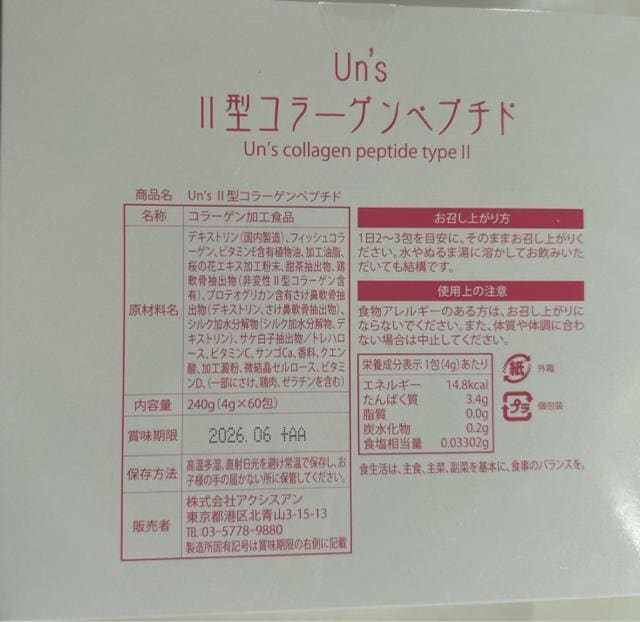 Un's
II型コラーゲンペプチド
Un's collagen peptide type II
商品名 Un's II型コラーゲンペプチド
名称 コラーゲン加工食品
原材料名
デキストリン(国内製造)、フィッシュコラ
ーゲン、ビタミンE含有植物油、加工油脂、
桜の花エキス加工粉末、甜茶抽出物、鶏
軟骨抽出物(非変性II型コラーゲン含
有)、プロテオグリカン含有さけ鼻軟骨抽
出物(デキストリン、さけ鼻軟骨抽出物)、
シルク加水分解物(シルク加水分解物、デ
キストリン)、サケ白子抽出物／トレハロ
ース、ビタミンC、サンゴCa、香料、クエン
酸、加工澱粉、微結晶セルロース、ビタミ
ンD、(一部にさけ、鶏肉、ゼラチンを含む)
内容量 240g(4g×60包)
賞味期限 2026.06 +AA
保存方法
高温多湿、直射日光を避け常温で保存し、お
子様の手の届かない所に保管してください。
販売者
株式会社アクシスアン
東京都港区北青山3-15-13
TEL:03-5778-9880
製造所固有記号は賞味期限の右側に記載
お召し上がり方
1日2～3包を目安に、そのままお召し上がりく
ださい。水やぬるま湯に溶かしてお飲みいた
だいても結構です。
使用上の注意
食物アレルギーのある方は、お召し上がりに
ならないでください。また、体質や体調に合わ
ない場合は中止してください。
栄養成分表示 1包(4g)あたり
エネルギー 14.8kcal
たんぱく質 3.4g
脂質 0.0g
炭水化物 0.2g
食塩相当量 0.03302g
紙 外箱
プラ 個包装
食生活は、主食、主菜、副菜を基本に、食事のバランスを。